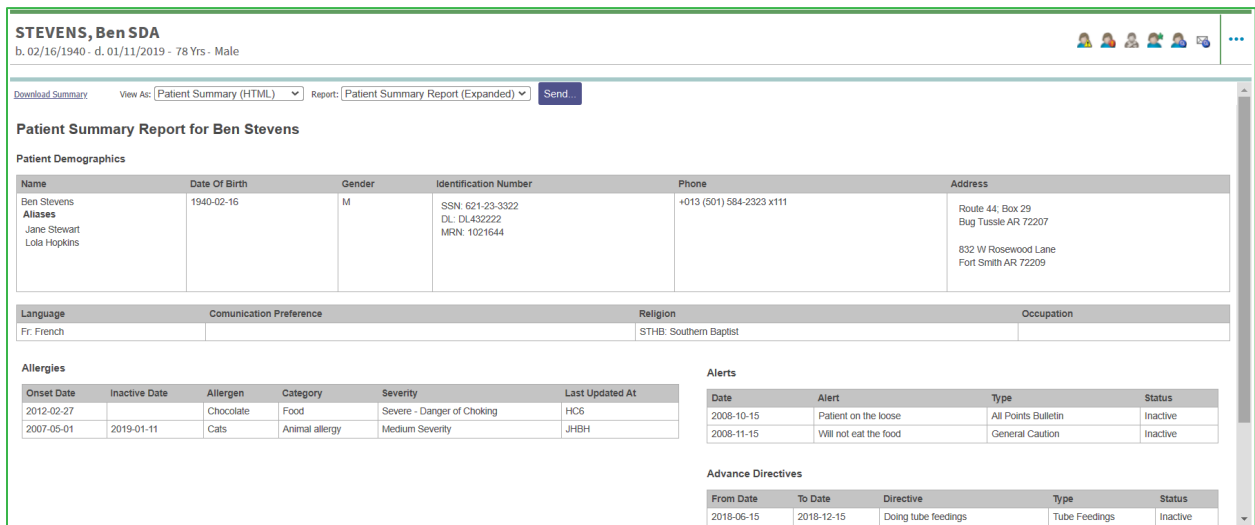 STEVENS, Ben SDA
b. 02/16/1940 - d. 01/11/2019 - 78 Yrs - Male
Download Summary View As: Patient Summary (HTML) Report: Patient Summary Report (Expanded) Send...
Patient Summary Report for Ben Stevens
Patient Demographics
Name Date Of Birth Gender Identification Number Phone Address
Ben Stevens 1940-02-16 M SSN: 621-23-3322 +013 (501) 584-2323 x111 Route 44; Box 29
Aliases DL: DL432222 Bug Tussle AR 72207
Jane Stewart MRN: 1021644
Lola Hopkins 832 W Rosewood Lane
Fort Smith AR 72209
Language Comunication Preference Religion Occupation
Fr: French STHB: Southern Baptist
Allergies
Onset Date Inactive Date Allergen Category Severity Last Updated At
2012-02-27 Chocolate Food Severe - Danger of Choking HC6
2007-05-01 2019-01-11 Cats Animal allergy Medium Severity JHBH
Alerts
Date Alert Type Status
2008-10-15 Patient on the loose All Points Bulletin Inactive
2008-11-15 Will not eat the food General Caution Inactive
Advance Directives
From Date To Date Directive Type Status
2018-06-15 2018-12-15 Doing tube feedings Tube Feedings Inactive